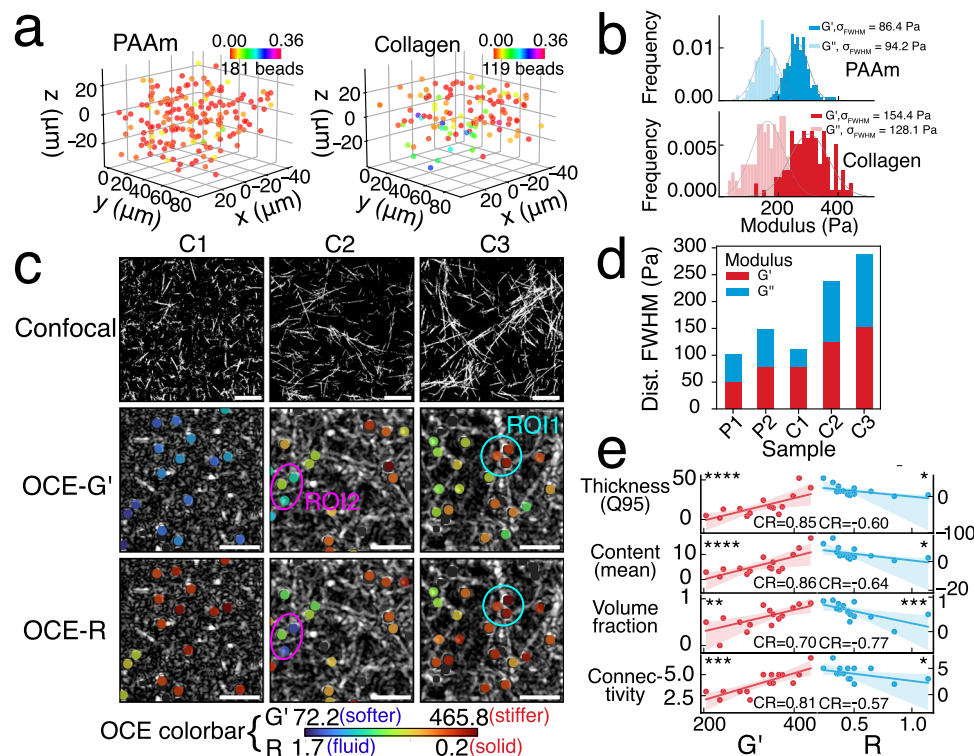 a
PAAm
0.00 0.36
181 beads
Collagen
0.00 0.36
119 beads
z (μm)
20
0
−20
y (μm)
0 20 40 60 80
x (μm)
20 0 −20 −40
z (μm)
20
0
−20
y (μm)
0 20 40 60 80
x (μm)
20 0 −20 −40
b
Frequency
0.01
0.00
G', σFWHM = 86.4 Pa
G'', σFWHM = 94.2 Pa
PAAm
Frequency
0.005
0.000
G', σFWHM = 154.4 Pa
G'', σFWHM = 128.1 Pa
Collagen
200 400
Modulus (Pa)
c
C1 C2 C3
Confocal
OCE-G'
ROI2
ROI1
OCE-R
OCE colorbar {
G' 72.2 (softer) 465.8 (stiffer)
R 1.7 (fluid) 0.2 (solid)
d
Dist. FWHM (Pa)
300
250
200
150
100
50
0
Modulus
G'
G''
P1 P2 C1 C2 C3
Sample
e
Thickness (Q95)
50
0
****
CR=0.85
CR=-0.60
*
0
−100
Content (mean)
10
0
****
CR=0.86
CR=-0.64
*
0
−20
Volume fraction
1
0
**
CR=0.70
CR=-0.77
***
1
0
Connec-
tivity
5.0
2.5
***
CR=0.81
CR=-0.57
*
5
0
200 300 400
G'
0.5 1.0
R